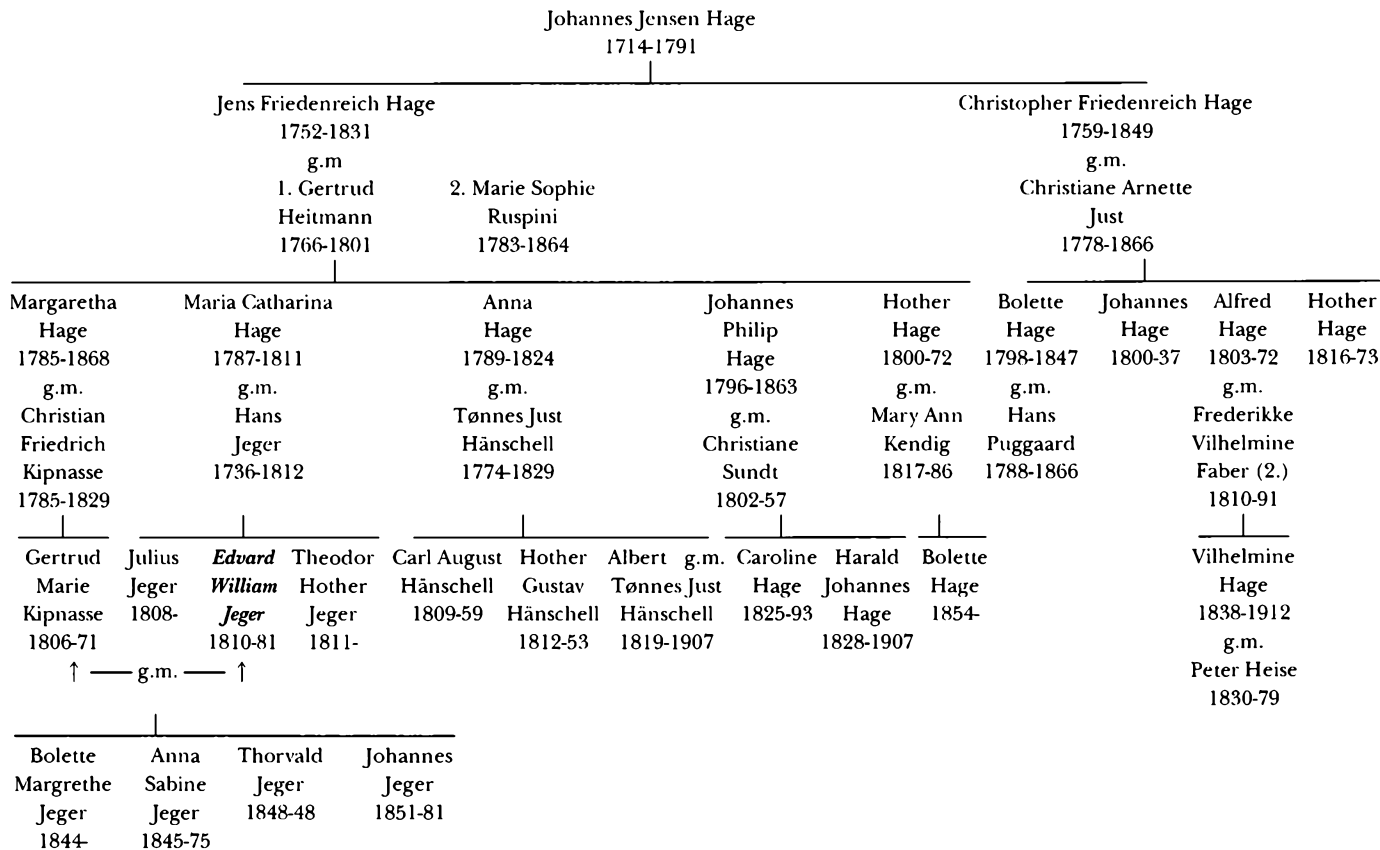 Johannes Jensen Hage
1714-1791
Jens Friedenreich Hage
1752-1831
g.m
1. Gertrud
Heitmann
1766-1801
2. Marie Sophie
Ruspini
1783-1864
Christopher Friedenreich Hage
1759-1849
g.m.
Christiane Arnette
Just
1778-1866
Margaretha
Hage
1785-1868
g.m.
Christian
Friedrich
Kipnasse
1785-1829
Maria Catharina
Hage
1787-1811
g.m.
Hans
Jeger
1736-1812
Anna
Hage
1789-1824
g.m.
Tønnes Just
Hänschell
1774-1829
Johannes
Philip
Hage
1796-1863
g.m.
Christiane
Sundt
1802-57
Hother
Hage
1800-72
g.m.
Mary Ann
Kendig
1817-86
Bolette
Hage
1798-1847
g.m.
Hans
Puggaard
1788-1866
Johannes
Hage
1800-37
Alfred
Hage
1803-72
g.m.
Frederikke
Vilhelmine
Faber (2.)
1810-91
Hother
Hage
1816-73
Gertrud
Marie
Kipnasse
1806-71
Julius
Jeger
1808-
Edvard
William
Jeger
1810-81
Theodor
Hother
Jeger
1811-
Carl August
Hänschell
1809-59
Hother
Gustav
Hänschell
1812-53
Albert g.m.
Tønnes Just
Hänschell
1819-1907
Caroline
Hage
1825-93
Harald
Johannes
Hage
1828-1907
Bolette
Hage
1854-
Vilhelmine
Hage
1838-1912
g.m.
Peter Heise
1830-79
↑ — g.m. — ↑
Bolette
Margrethe
Jeger
1844-
Anna
Sabine
Jeger
1845-75
Thorvald
Jeger
1848-48
Johannes
Jeger
1851-81